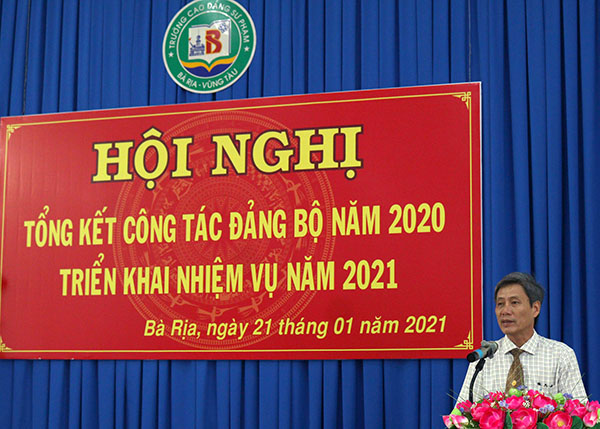 TRƯỜNG CAO ĐẲNG SƯ PHẠM
BÀ RỊA - VŨNG TÀU
HỘI NGHỊ
TỔNG KẾT CÔNG TÁC ĐẢNG BỘ NĂM 2020
TRIỂN KHAI NHIỆM VỤ NĂM 2021
Bà Rịa, ngày 21 tháng 01 năm 2021